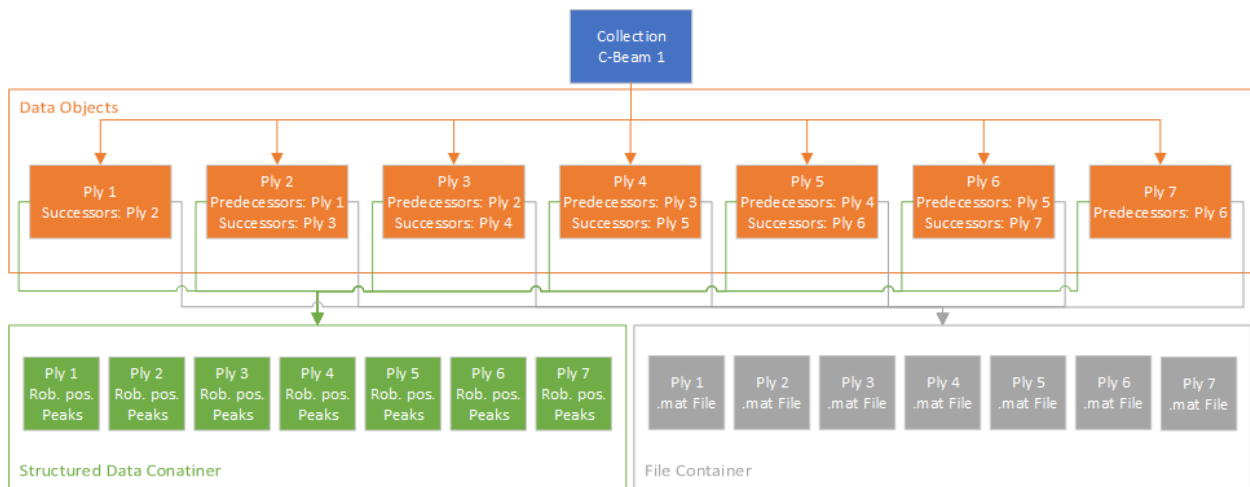 Collection
C-Beam 1
Data Objects
Ply 1
Successors: Ply 2
Ply 2
Predecessors: Ply 1
Successors: Ply 3
Ply 3
Predecessors: Ply 2
Successors: Ply 4
Ply 4
Predecessors: Ply 3
Successors: Ply 5
Ply 5
Predecessors: Ply 4
Successors: Ply 6
Ply 6
Predecessors: Ply 5
Successors: Ply 7
Ply 7
Predecessors: Ply 6
Ply 1
Rob. pos.
Peaks
Ply 2
Rob. pos.
Peaks
Ply 3
Rob. pos.
Peaks
Ply 4
Rob. pos.
Peaks
Ply 5
Rob. pos.
Peaks
Ply 6
Rob. pos.
Peaks
Ply 7
Rob. pos.
Peaks
Structured Data Conatiner
Ply 1
.mat File
Ply 2
.mat File
Ply 3
.mat File
Ply 4
.mat File
Ply 5
.mat File
Ply 6
.mat File
Ply 7
.mat File
File Container